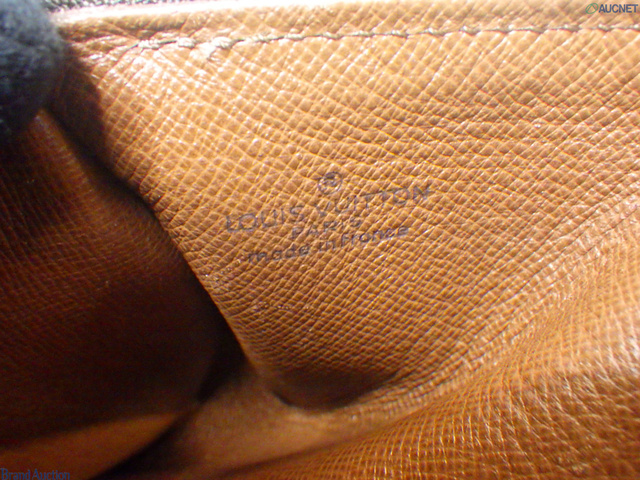 AUCNET
®
LOUIS VUITTON
PARIS
made in France
Brand Auction